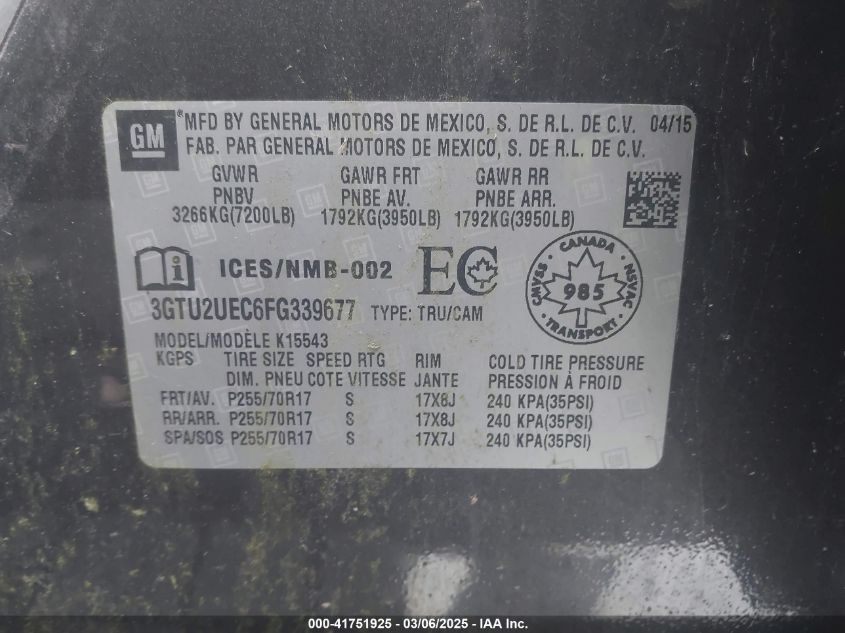 GM ® MFD BY GENERAL MOTORS DE MEXICO, S. DE R.L. DE C.V. 04/15
FAB. PAR GENERAL MOTORS DE MEXICO, S. DE R.L. DE C.V.
GVWR GAWR FRT GAWR RR
PNBV PNBE AV. PNBE ARR.
3266KG(7200LB) 1792KG(3950LB) 1792KG(3950LB)
i ICES/NMB-002 EC
CANADA
CMVSS 985 NSVAC
TRANSPORT
3GTU2UEC6FG339677 TYPE: TRU/CAM
MODEL/MODÈLE K15543
KGPS TIRE SIZE SPEED RTG RIM COLD TIRE PRESSURE
DIM. PNEU COTE VITESSE JANTE PRESSION À FROID
FRT/AV. P255/70R17 S 17X8J 240 KPA(35PSI)
RR/ARR. P255/70R17 S 17X8J 240 KPA(35PSI)
SPA/SOS P255/70R17 S 17X7J 240 KPA(35PSI)
000-41751925 - 03/06/2025 - IAA Inc.